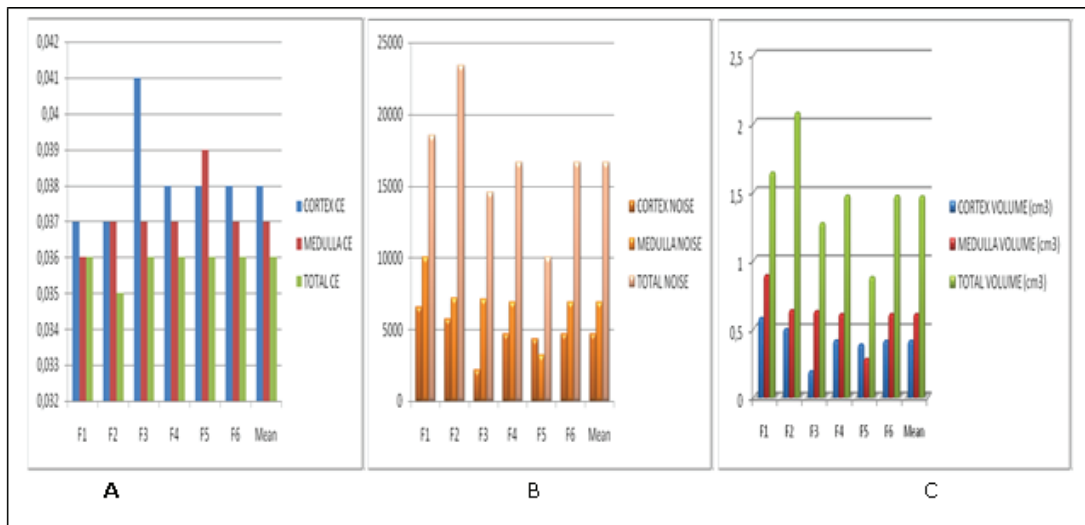 0,042
0,041
0,04
0,039
0,038
0,037
0,036
0,035
0,034
0,033
0,032
F1 F2 F3 F4 F5 F6 Mean
CORTEX CE
MEDULLA CE
TOTAL CE
A
25000
20000
15000
10000
5000
0
F1 F2 F3 F4 F5 F6 Mean
CORTEX NOISE
MEDULLA NOISE
TOTAL NOISE
B
2,5
2
1,5
1
0,5
0
F1 F2 F3 F4 F5 F6 Mean
CORTEX VOLUME (cm3)
MEDULLA VOLUME (cm3)
TOTAL VOLUME (cm3)
C